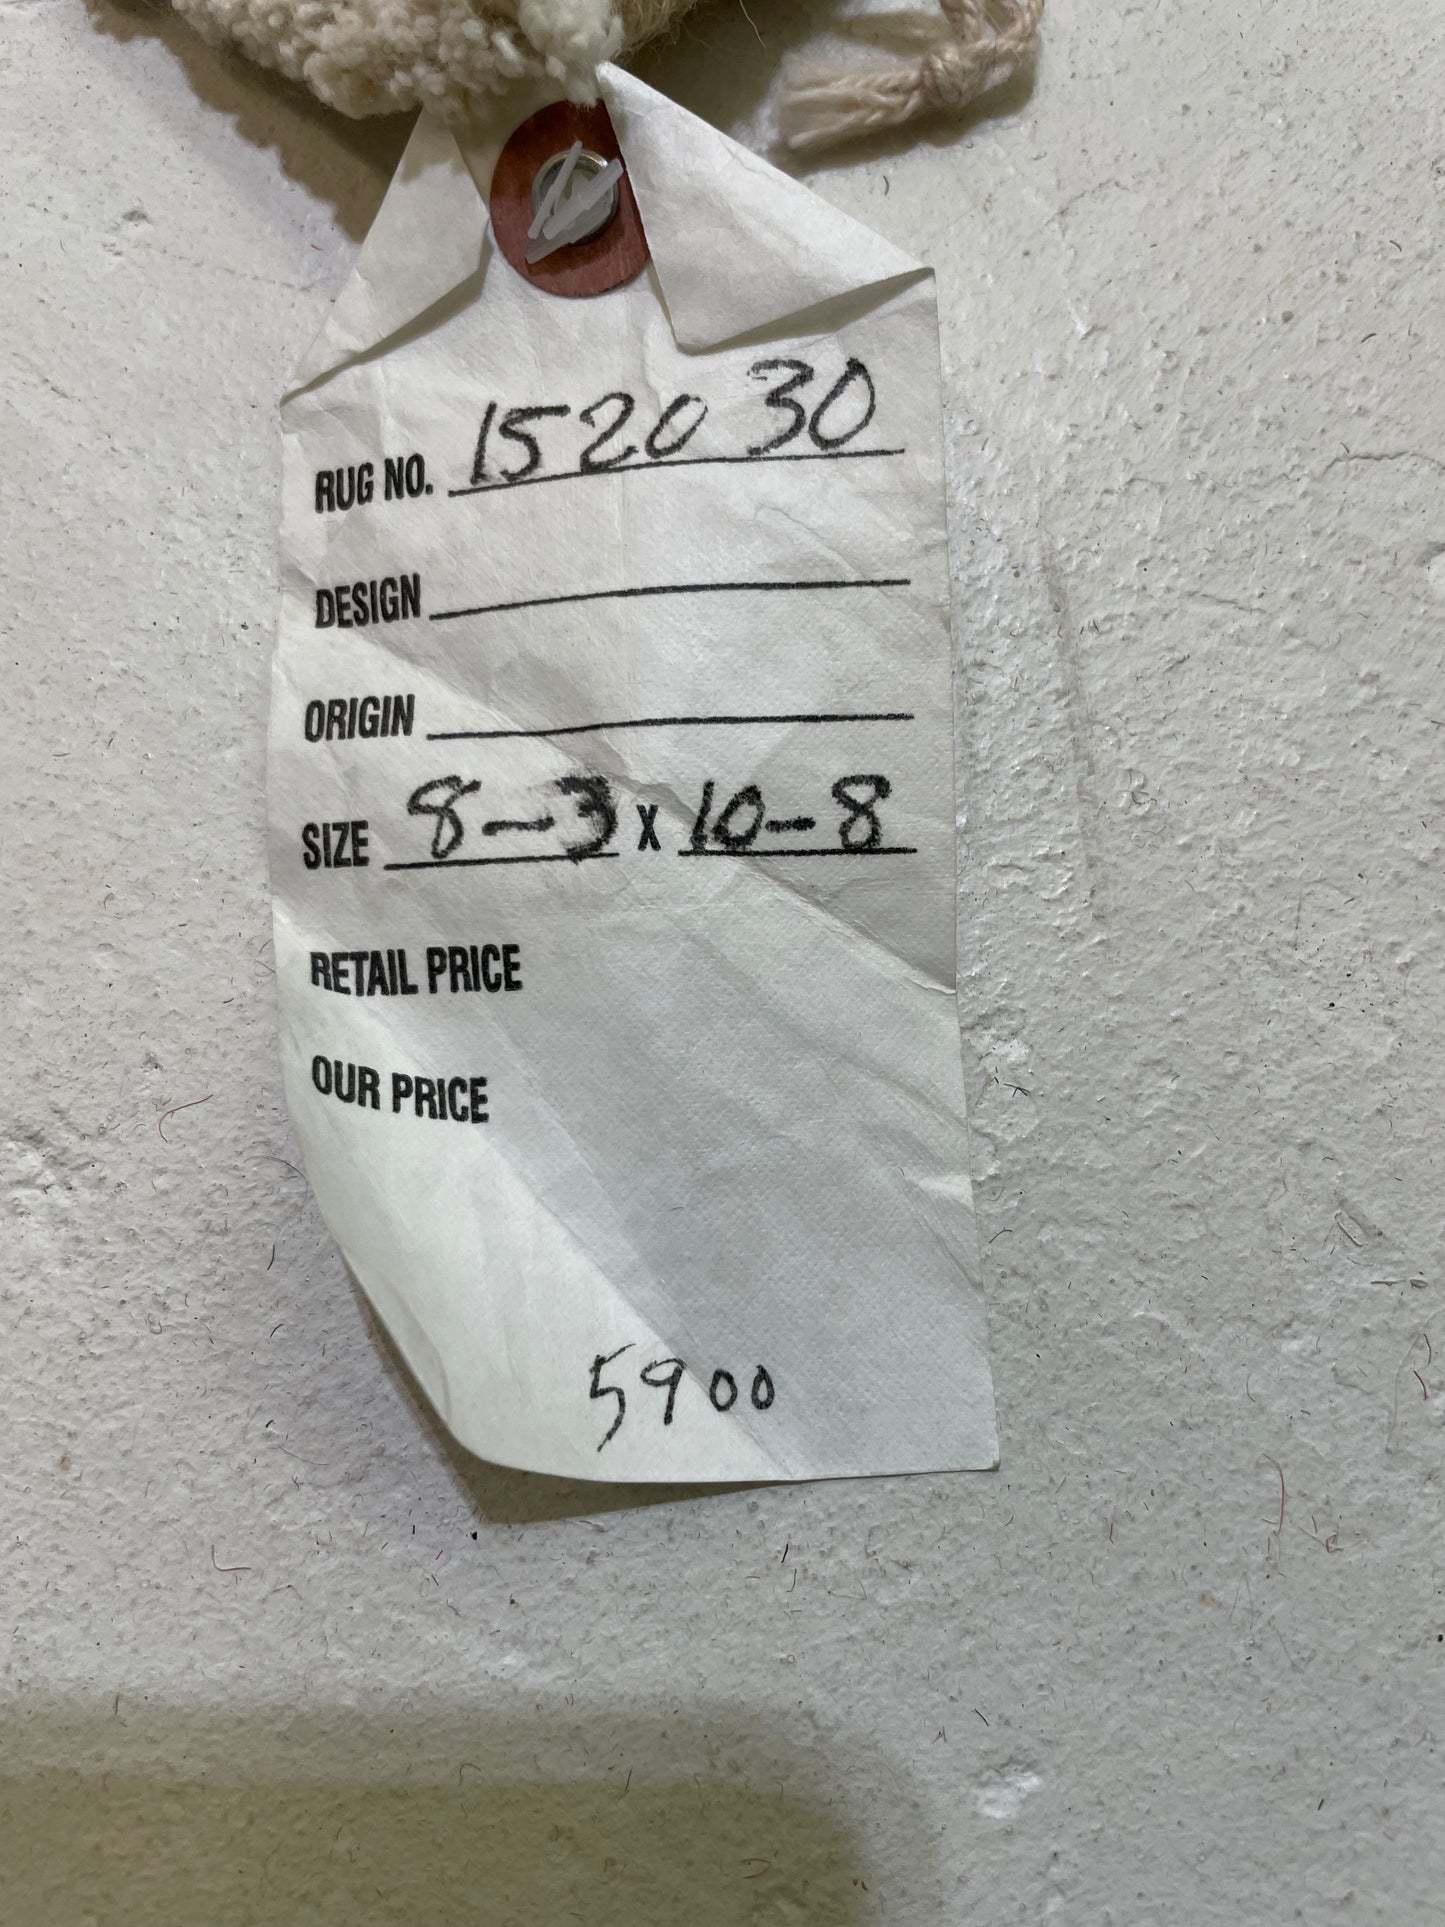 RUG NO. 152030
DESIGN
ORIGIN
SIZE 8-3 x 10-8
RETAIL PRICE
OUR PRICE
5900